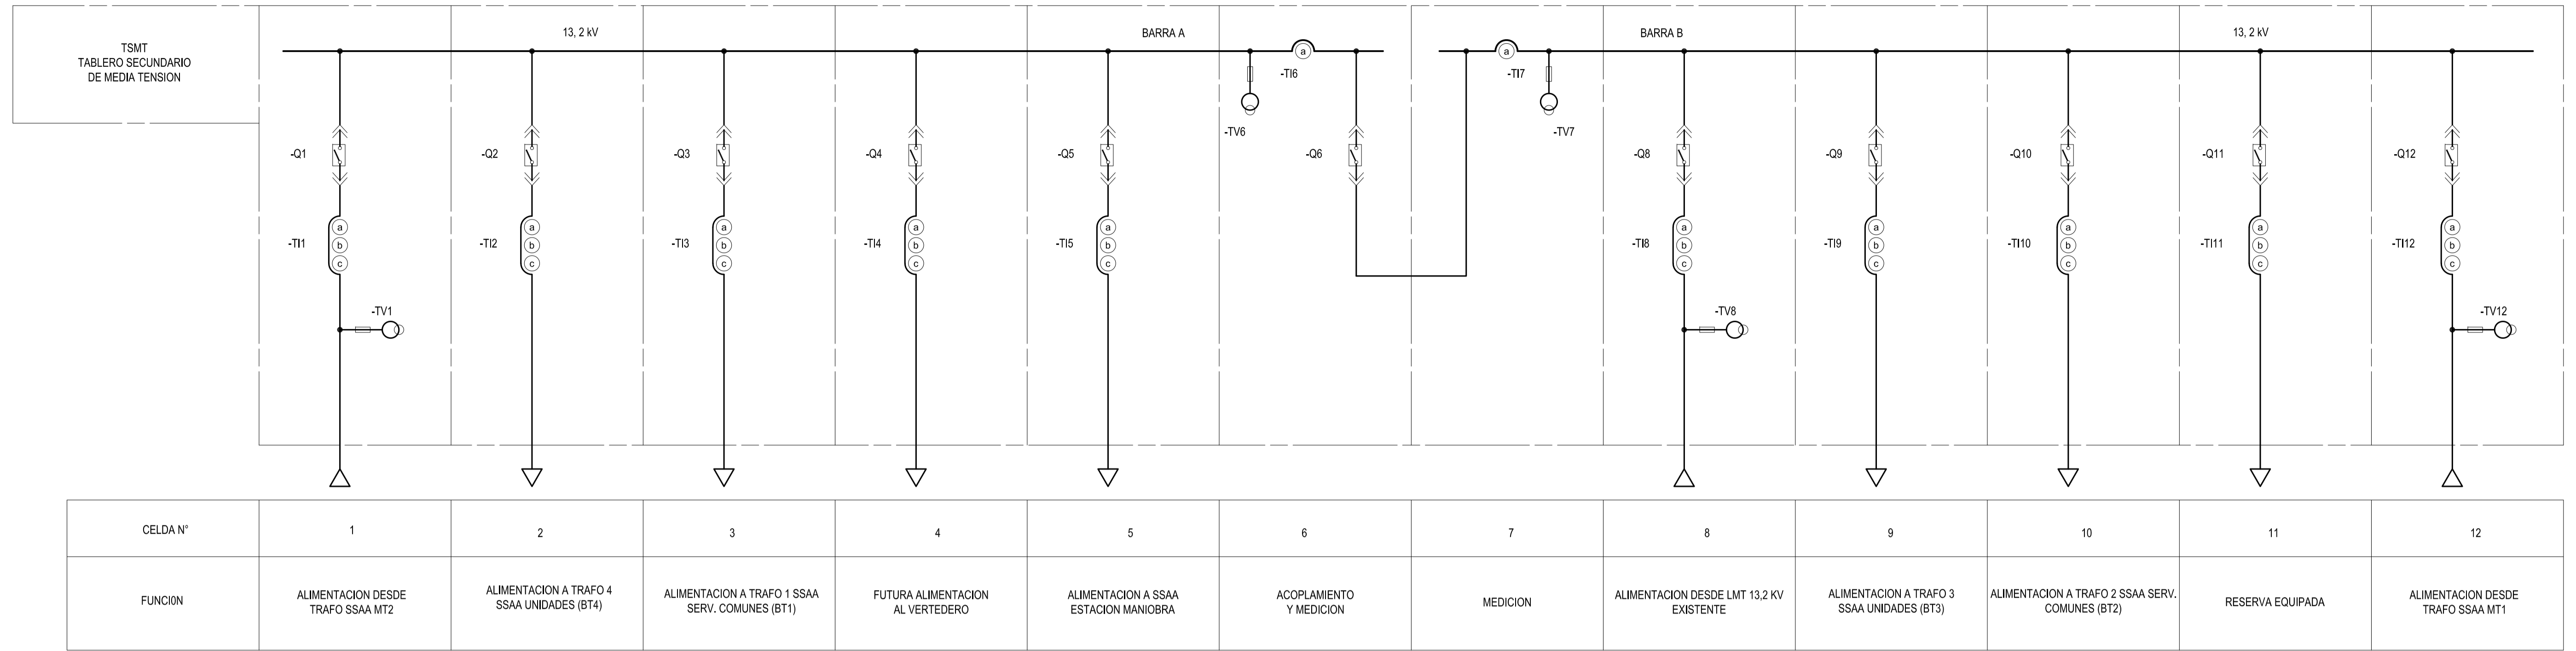 TSMT
TABLERO SECUNDARIO
DE MEDIA TENSION
13, 2 kV
BARRA A
BARRA B
13, 2 kV
-TI6
-TI7
-TV6
-TV7
-Q1
-Q2
-Q3
-Q4
-Q5
-Q6
-Q8
-Q9
-Q10
-Q11
-Q12
a
a
-TI1
a
b
c
-TI2
a
b
c
-TI3
a
b
c
-TI4
a
b
c
-TI5
a
b
c
-TI8
a
b
c
-TI9
a
b
c
-TI10
a
b
c
-TI11
a
b
c
-TI12
a
b
c
-TV1
-TV8
-TV12
CELDA N°
1
2
3
4
5
6
7
8
9
10
11
12
FUNCI0N
ALIMENTACION DESDE
TRAFO SSAA MT2
ALIMENTACION A TRAFO 4
SSAA UNIDADES (BT4)
ALIMENTACION A TRAFO 1 SSAA
SERV. COMUNES (BT1)
FUTURA ALIMENTACION
AL VERTEDERO
ALIMENTACION A SSAA
ESTACION MANIOBRA
ACOPLAMIENTO
Y MEDICION
MEDICION
ALIMENTACION DESDE LMT 13,2 KV
EXISTENTE
ALIMENTACION A TRAFO 3
SSAA UNIDADES (BT3)
ALIMENTACION A TRAFO 2 SSAA SERV.
COMUNES (BT2)
RESERVA EQUIPADA
ALIMENTACION DESDE
TRAFO SSAA MT1